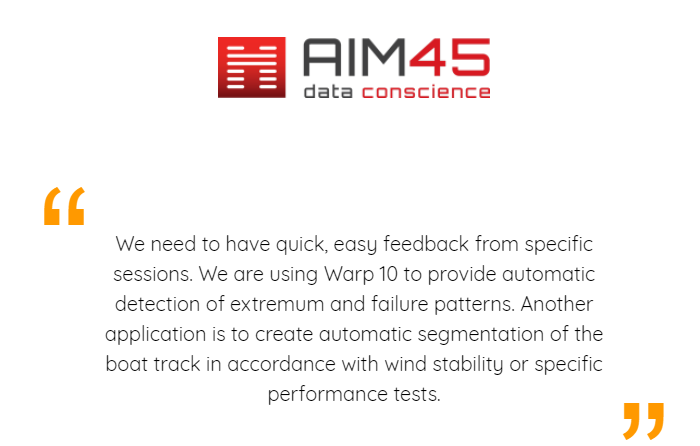 AIM45
data conscience
“
We need to have quick, easy feedback from specific
sessions. We are using Warp 10 to provide automatic
detection of extremum and failure patterns. Another
application is to create automatic segmentation of the
boat track in accordance with wind stability or specific
performance tests.
”